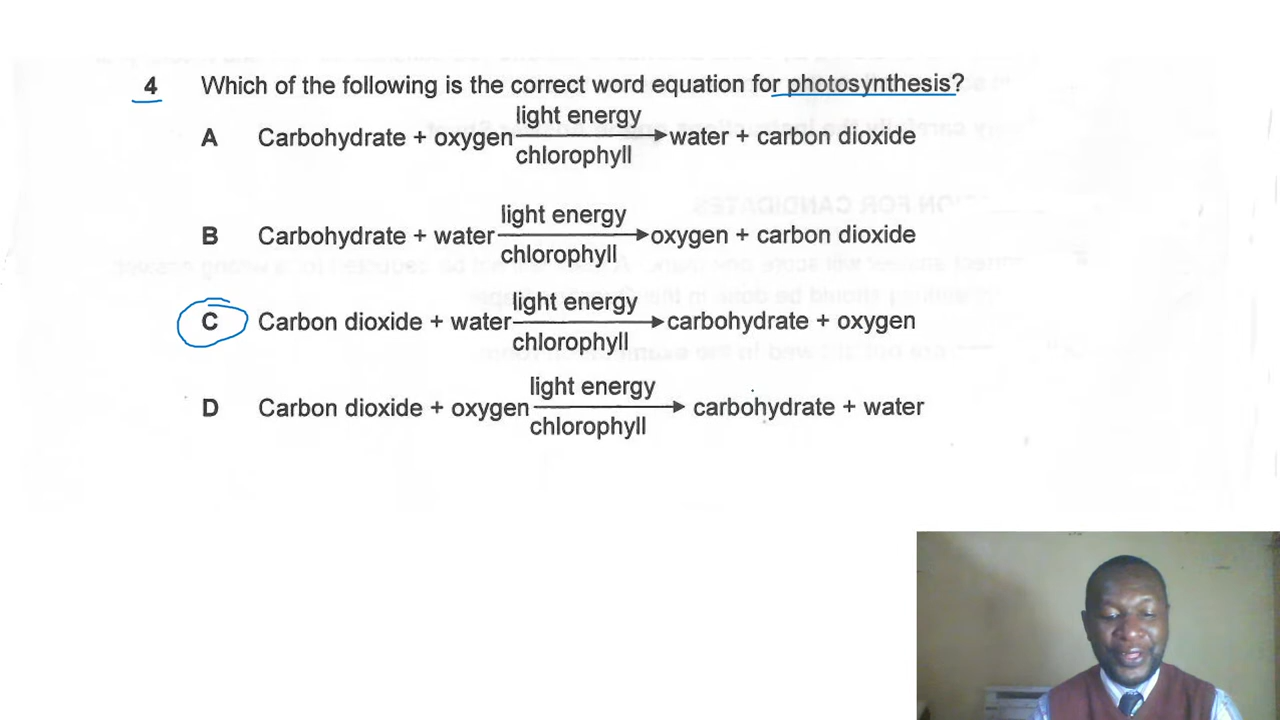 4 Which of the following is the correct word equation for photosynthesis?
light energy
A Carbohydrate + oxygen → water + carbon dioxide
chlorophyll
light energy
B Carbohydrate + water → oxygen + carbon dioxide
chlorophyll
light energy
C Carbon dioxide + water → carbohydrate + oxygen
chlorophyll
light energy
D Carbon dioxide + oxygen → carbohydrate + water
chlorophyll